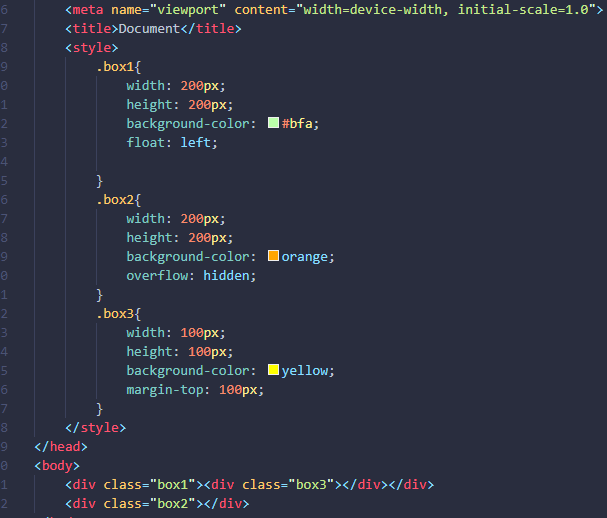 6 <meta name="viewport" content="width=device-width, initial-scale=1.0">
7 <title>Document</title>
8 <style>
9 .box1{
0 width: 200px;
1 height: 200px;
2 background-color: #bfa;
3 float: left;
4
5 }
6 .box2{
7 width: 200px;
8 height: 200px;
9 background-color: orange;
0 overflow: hidden;
1 }
2 .box3{
3 width: 100px;
4 height: 100px;
5 background-color: yellow;
6 margin-top: 100px;
7 }
8 </style>
9 </head>
0 <body>
1 <div class="box1"><div class="box3"></div></div>
2 <div class="box2"></div>